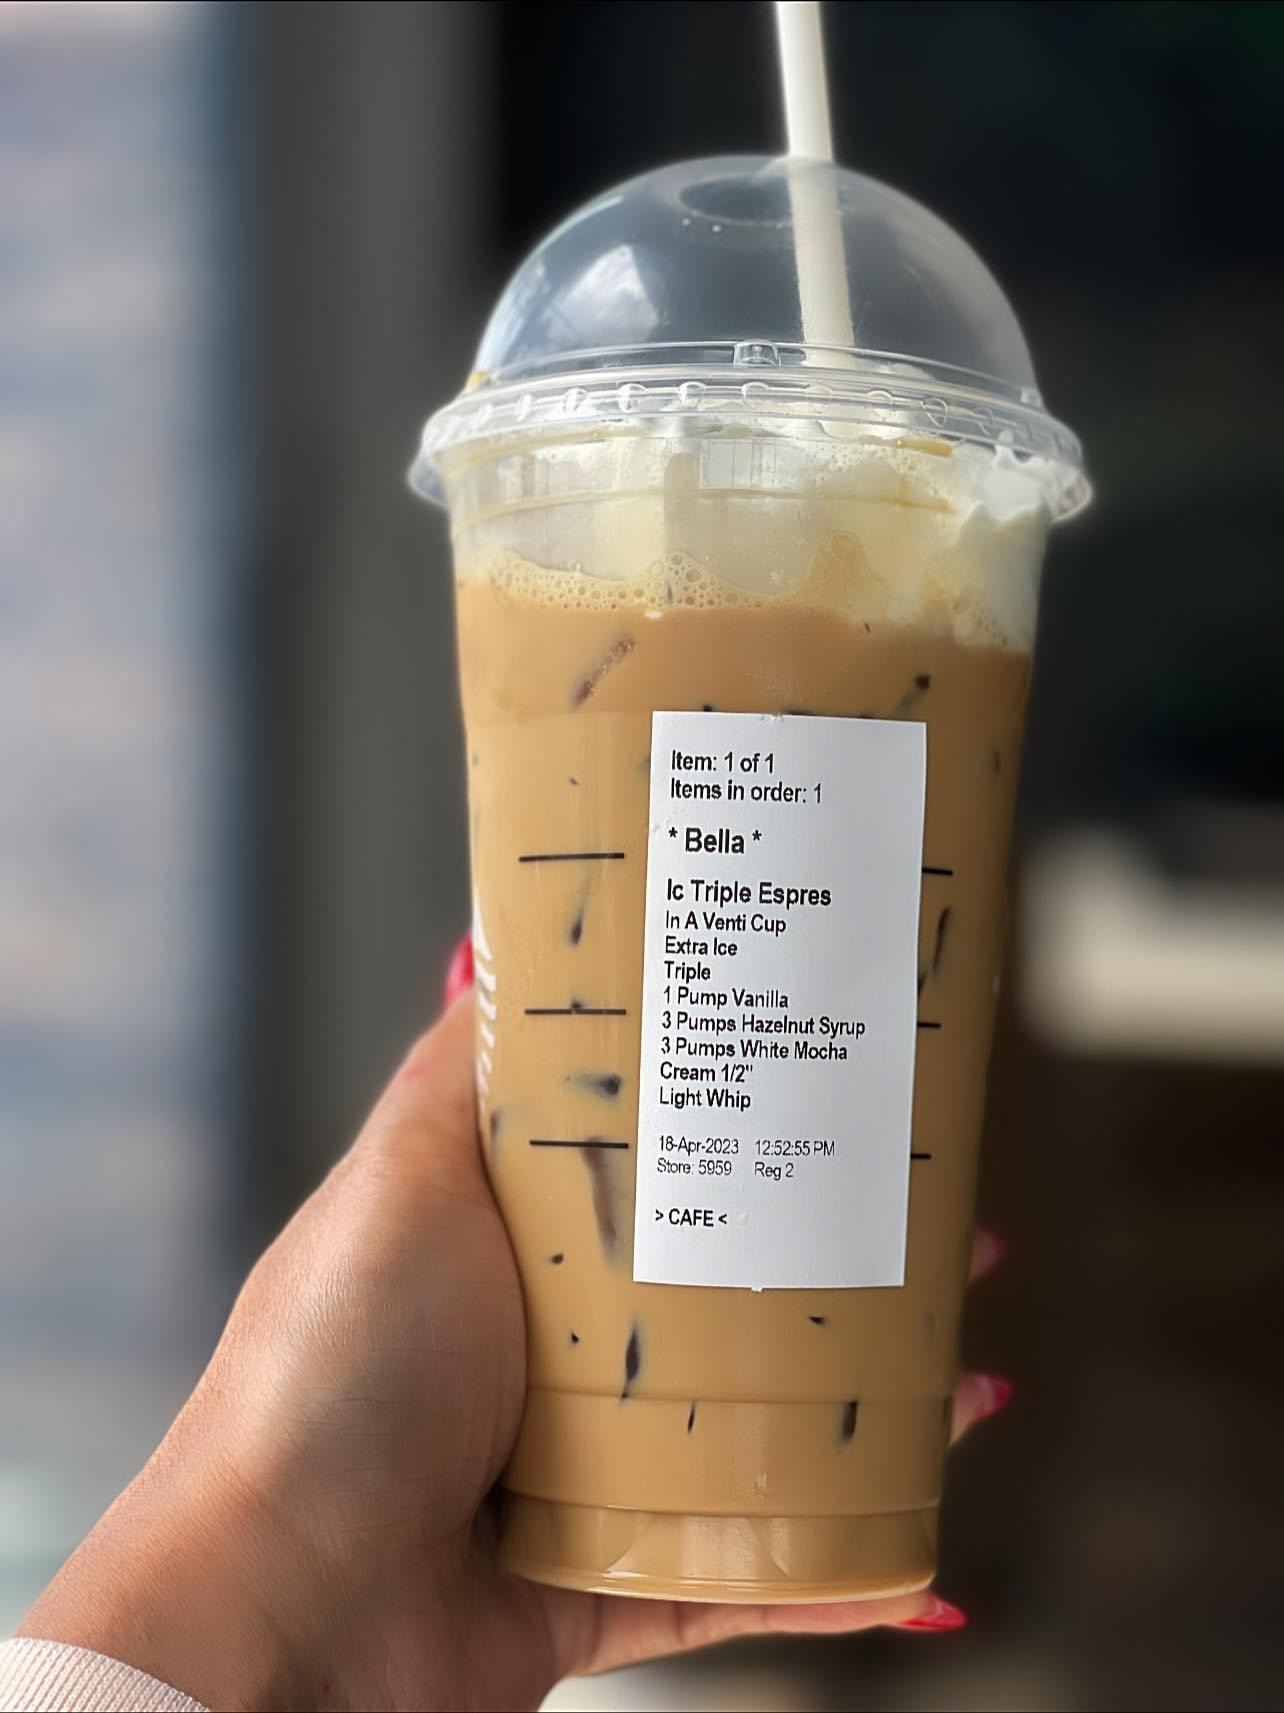 Item: 1 of 1
Items in order: 1
* Bella *
Ic Triple Espres
In A Venti Cup
Extra Ice
Triple
1 Pump Vanilla
3 Pumps Hazelnut Syrup
3 Pumps White Mocha
Cream 1/2"
Light Whip
18-Apr-2023 12:52:55 PM
Store: 5959 Reg 2
> CAFE <